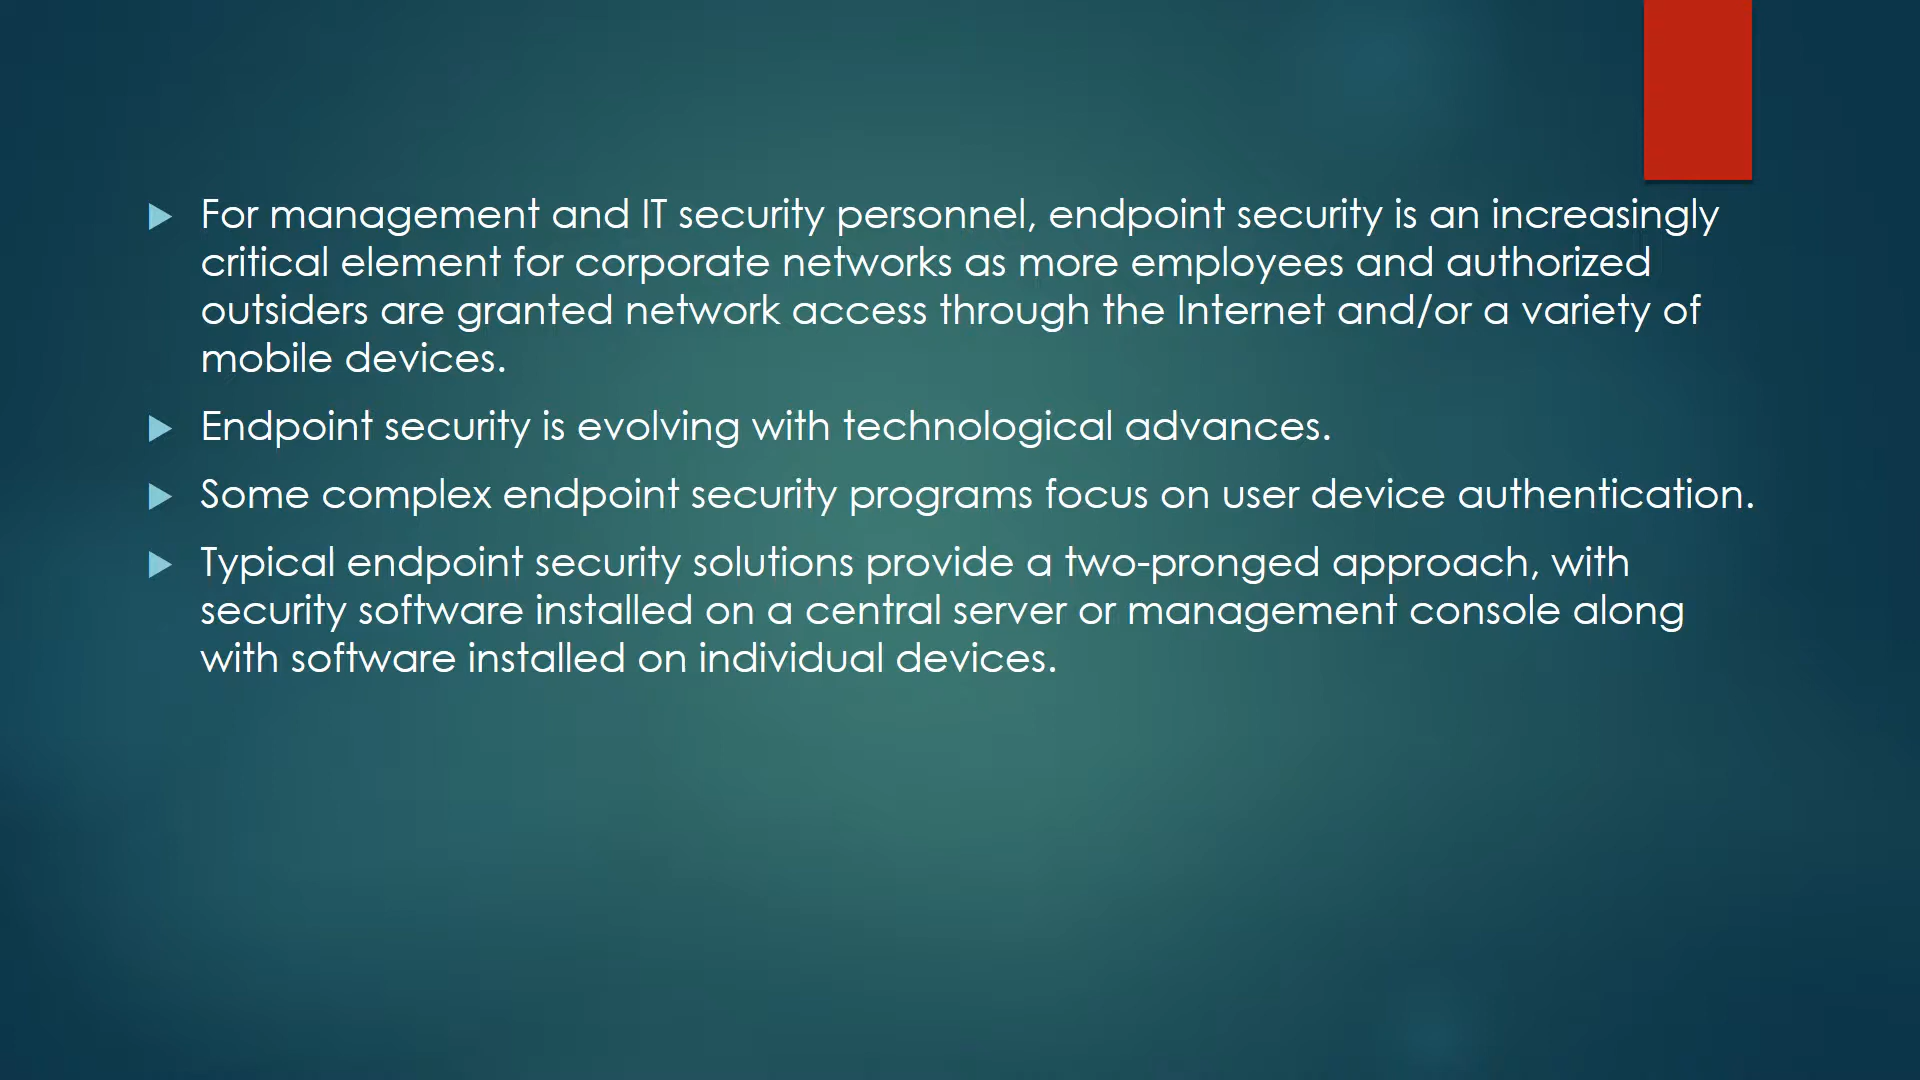 For management and IT security personnel, endpoint security is an increasingly
critical element for corporate networks as more employees and authorized
outsiders are granted network access through the Internet and/or a variety of
mobile devices.
Endpoint security is evolving with technological advances.
Some complex endpoint security programs focus on user device authentication.
Typical endpoint security solutions provide a two-pronged approach, with
security software installed on a central server or management console along
with software installed on individual devices.